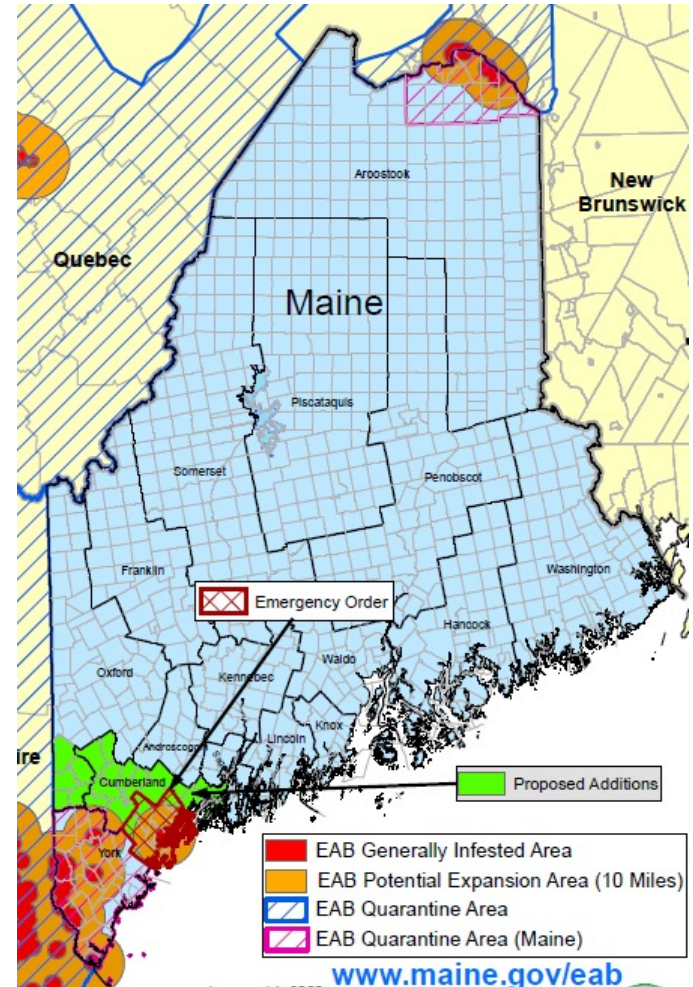 Aroostook
New
Brunswick
Quebec
Maine
Piscataquis
Somerset
Penobscot
Franklin
Washington
Emergency Order
Hancock
Oxford
Kennebec
Waldo
Knox
Lincoln
Androscoggin
ire
Cumberland
Proposed Additions
York
EAB Generally Infested Area
EAB Potential Expansion Area (10 Miles)
EAB Quarantine Area
EAB Quarantine Area (Maine)
www.maine.gov/eab